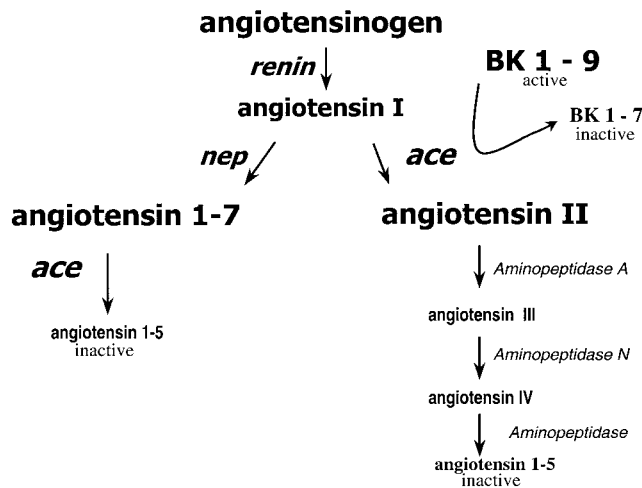 angiotensinogen
renin
BK 1 - 9
active
angiotensin I
BK 1 - 7
inactive
nep
ace
angiotensin 1-7
angiotensin II
ace
Aminopeptidase A
angiotensin 1-5
inactive
angiotensin III
Aminopeptidase N
angiotensin IV
Aminopeptidase
angiotensin 1-5
inactive